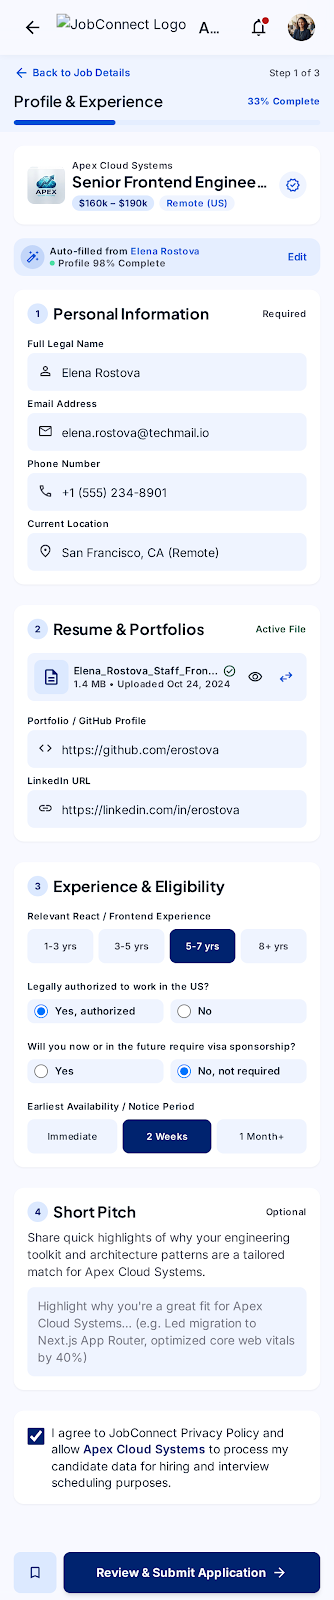 JobConnect Logo A...
Back to Job Details Step 1 of 3
Profile & Experience 33% Complete
Apex Cloud Systems
Senior Frontend Enginee...
APEX
$160k – $190k Remote (US)
Auto-filled from Elena Rostova
Profile 98% Complete
Edit
1 Personal Information Required
Full Legal Name
Elena Rostova
Email Address
elena.rostova@techmail.io
Phone Number
+1 (555) 234-8901
Current Location
San Francisco, CA (Remote)
2 Resume & Portfolios Active File
Elena_Rostova_Staff_Fron...
1.4 MB • Uploaded Oct 24, 2024
Portfolio / GitHub Profile
https://github.com/erostova
LinkedIn URL
https://linkedin.com/in/erostova
3 Experience & Eligibility
Relevant React / Frontend Experience
1-3 yrs 3-5 yrs 5-7 yrs 8+ yrs
Legally authorized to work in the US?
Yes, authorized No
Will you now or in the future require visa sponsorship?
Yes No, not required
Earliest Availability / Notice Period
Immediate 2 Weeks 1 Month+
4 Short Pitch Optional
Share quick highlights of why your engineering
toolkit and architecture patterns are a tailored
match for Apex Cloud Systems.
Highlight why you're a great fit for Apex
Cloud Systems... (e.g. Led migration to
Next.js App Router, optimized core web vitals
by 40%)
I agree to JobConnect Privacy Policy and
allow Apex Cloud Systems to process my
candidate data for hiring and interview
scheduling purposes.
Review & Submit Application